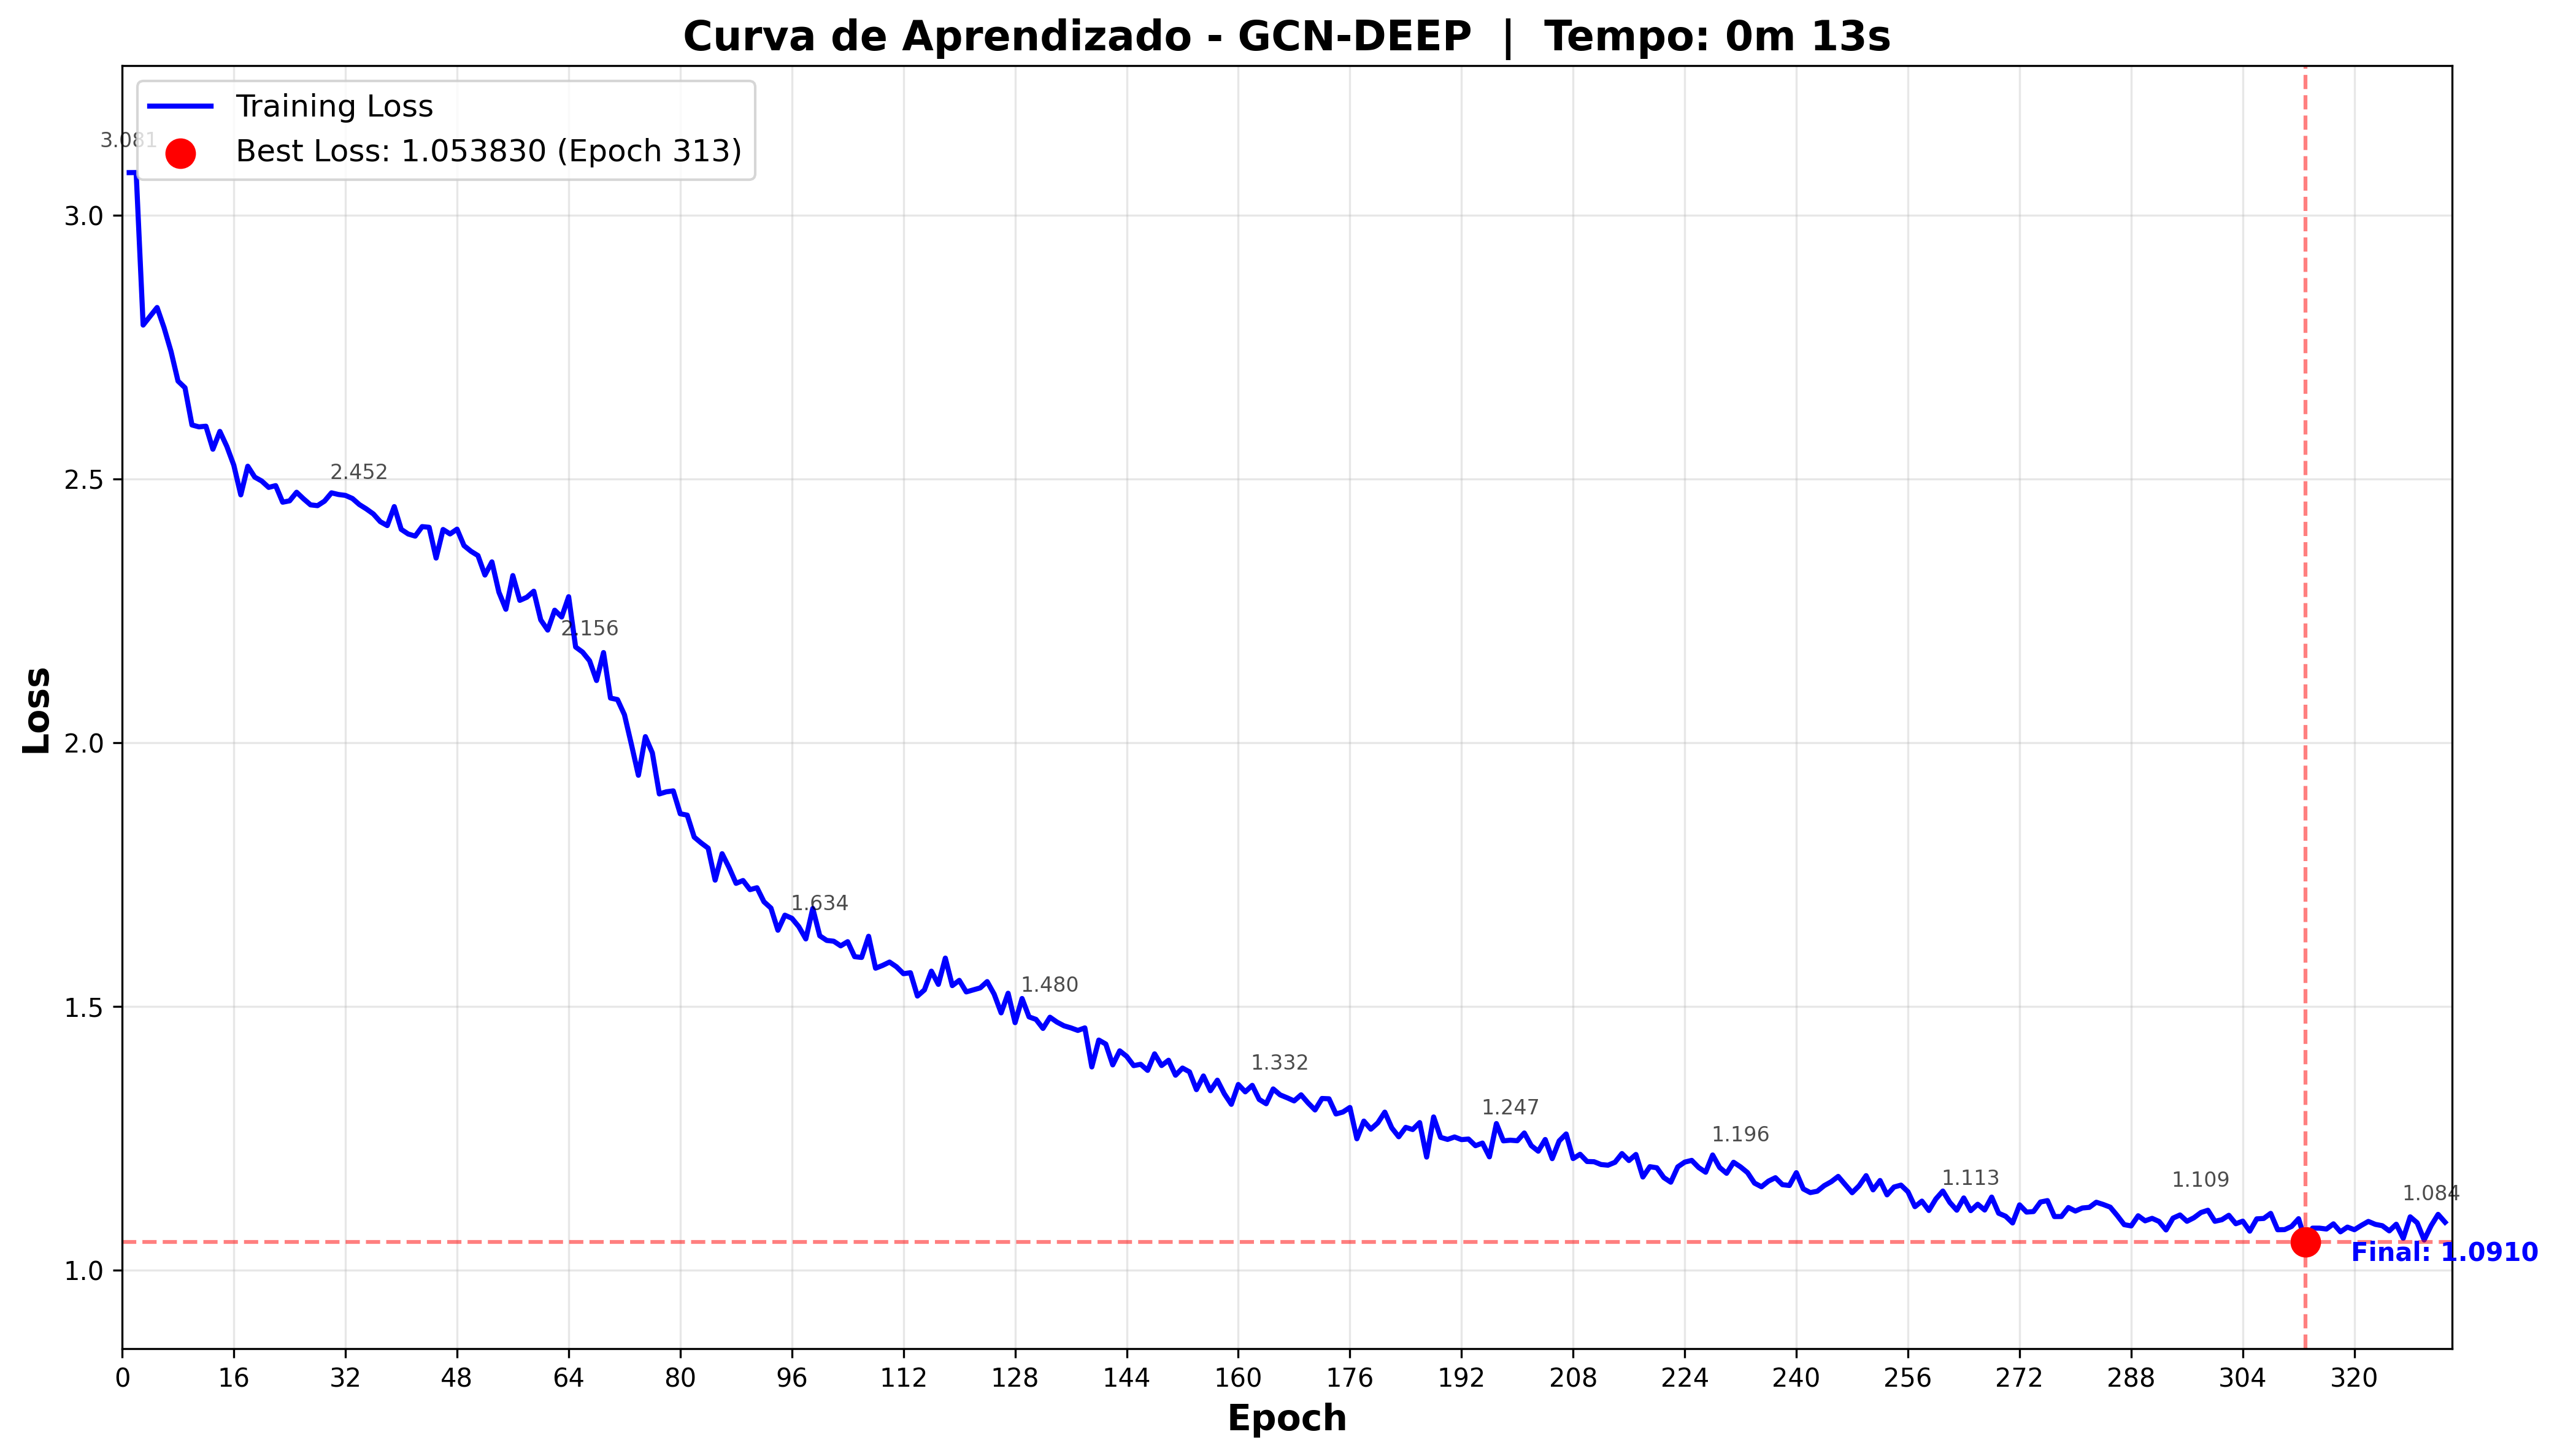 Curva de Aprendizado - GCN-DEEP | Tempo: 0m 13s
Training Loss
Best Loss: 1.053830 (Epoch 313)
3.081
3.0
2.5
2.0
1.5
1.0
Loss
2.452
2.156
1.634
1.480
1.332
1.247
1.196
1.113
1.109
1.084
Final: 1.0910
0 16 32 48 64 80 96 112 128 144 160 176 192 208 224 240 256 272 288 304 320
Epoch